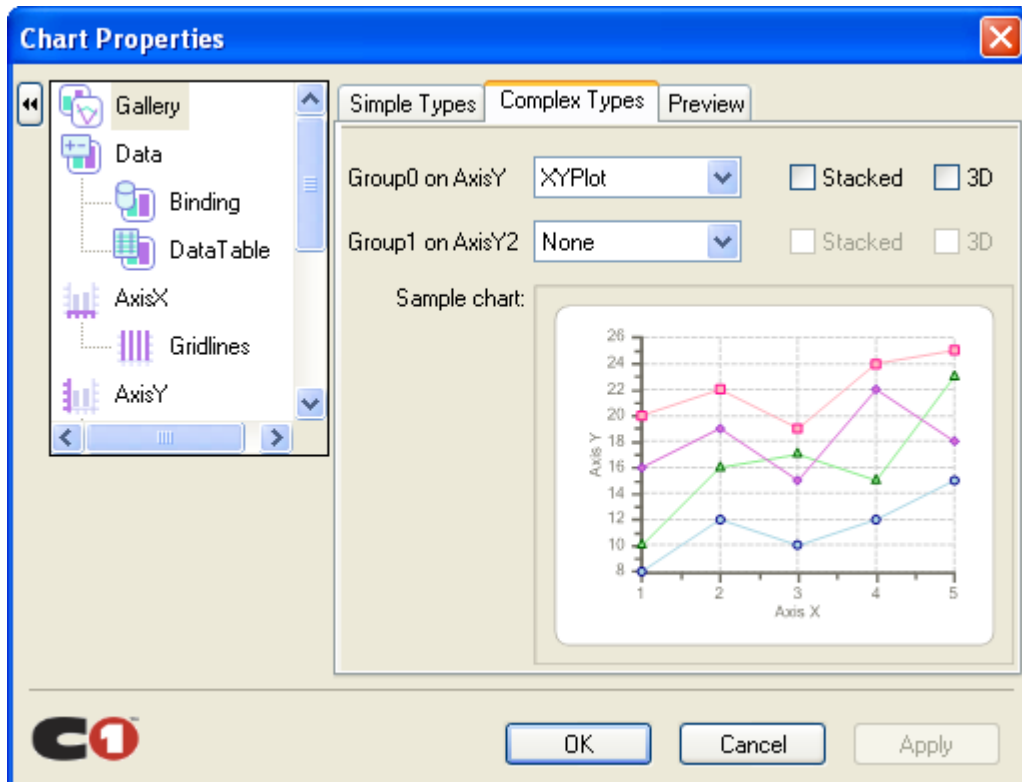 Chart Properties
Gallery
Data
Binding
DataTable
AxisX
Gridlines
AxisY
Simple Types
Complex Types
Preview
Group0 on AxisY
XYPlot
Stacked
3D
Group1 on AxisY2
None
Stacked
3D
Sample chart:
26
24
22
20
18
16
14
12
10
8
Axis Y
1
2
3
4
5
Axis X
C1
OK
Cancel
Apply